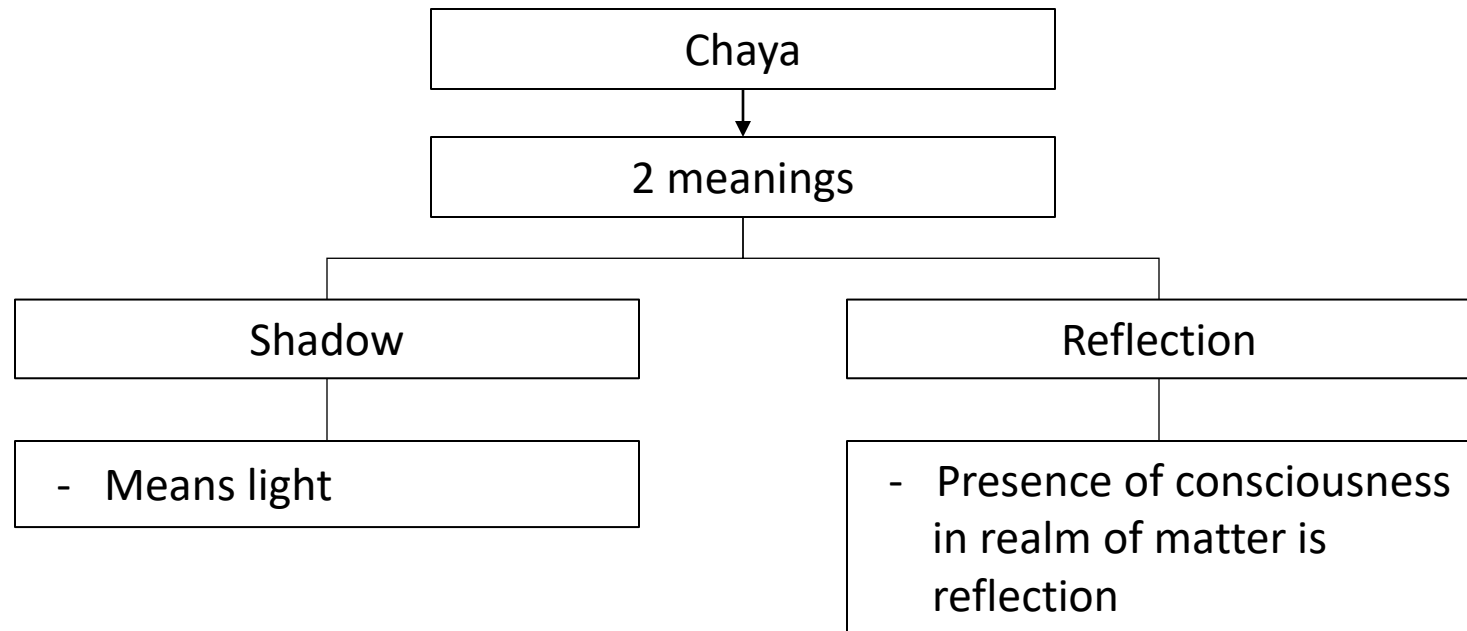 Chaya
2 meanings
Shadow
Reflection
- Means light
- Presence of consciousness
in realm of matter is
reflection